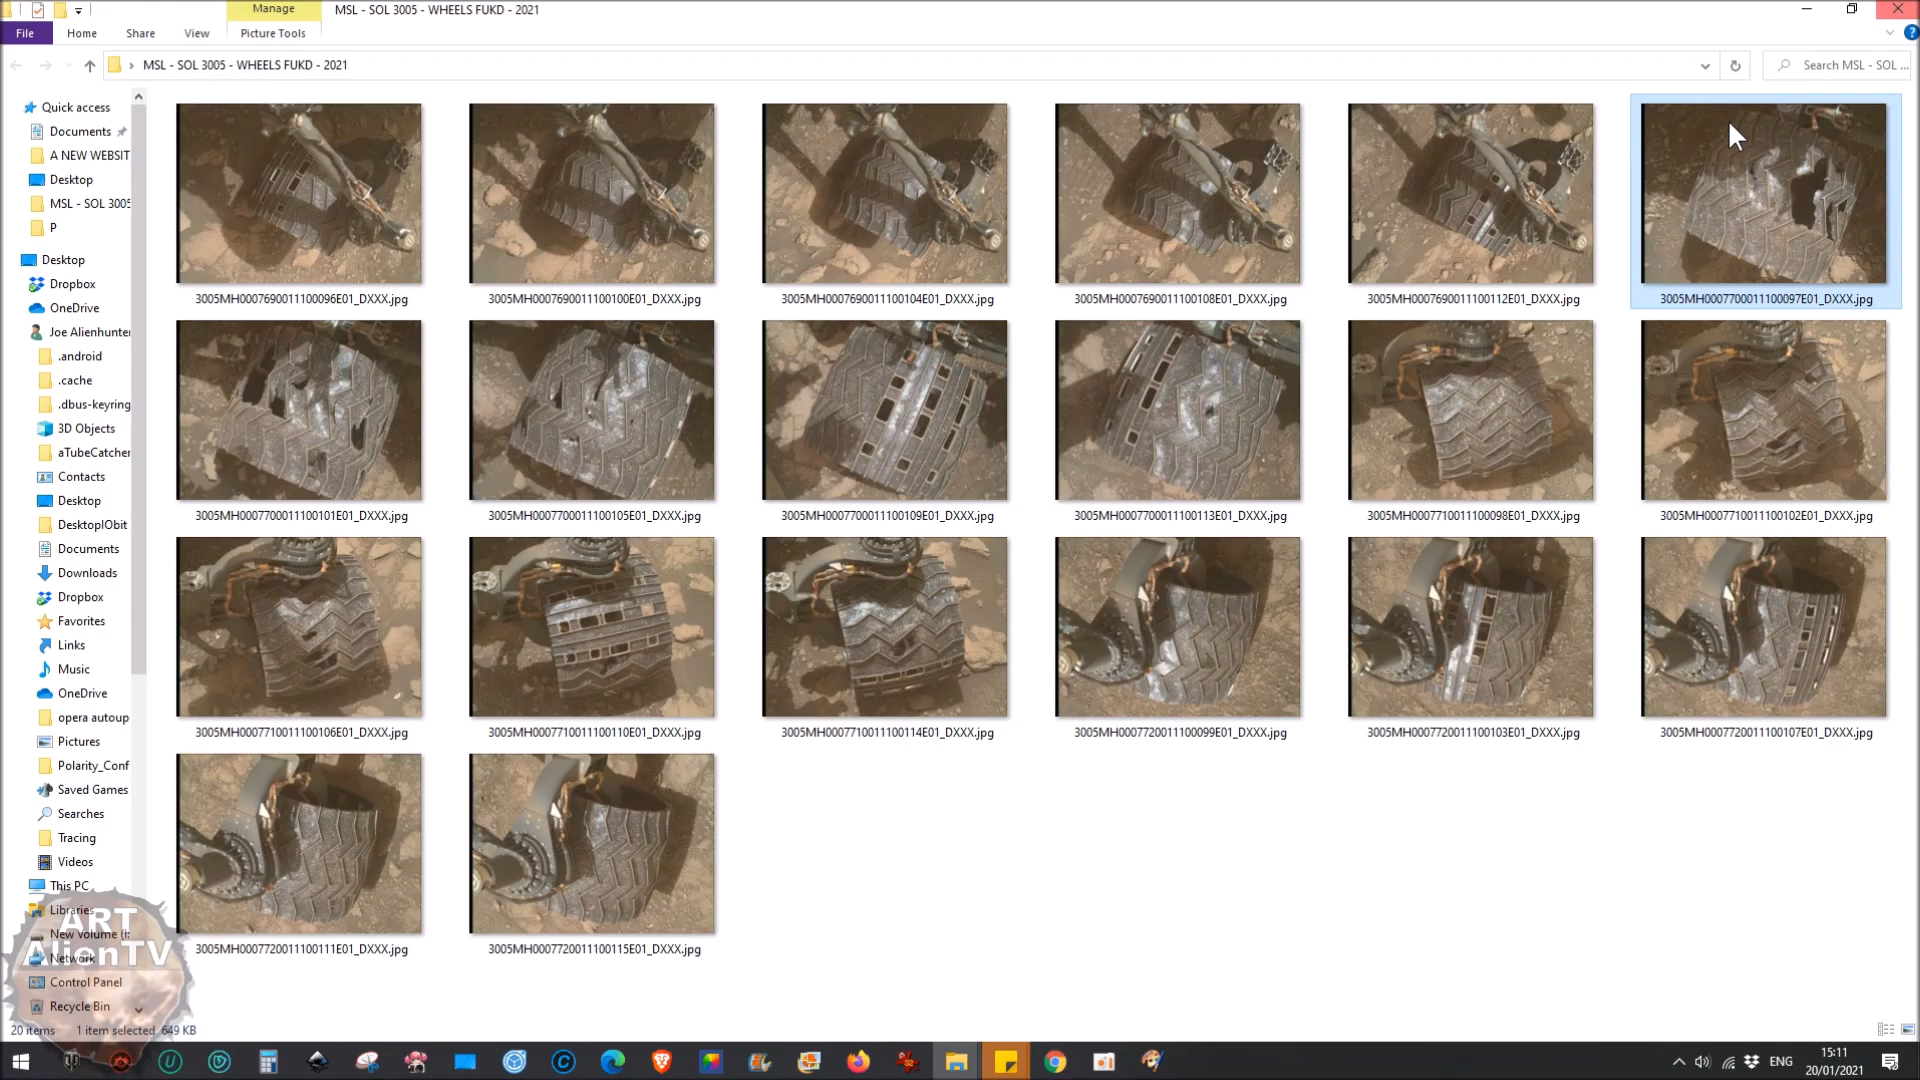 Manage
MSL - SOL 3005 - WHEELS FUKD - 2021
File
Home
Share
View
Picture Tools
MSL - SOL 3005 - WHEELS FUKD - 2021
Search MSL - SOL ...
Quick access
Documents
A NEW WEBSIT
Desktop
MSL - SOL 3005
P
Desktop
Dropbox
OneDrive
Joe Alienhunter
.android
.cache
.dbus-keyring
3D Objects
aTubeCatcher
Contacts
Desktop
DesktopIObit
Documents
Downloads
Dropbox
Favorites
Links
Music
OneDrive
opera autoup
Pictures
Polarity_Conf
Saved Games
Searches
Tracing
Videos
This PC
Libraries
New Volume (I:
Network
Control Panel
Recycle Bin
ART
AlienTV
3005MH0007690011100096E01_DXXX.jpg
3005MH0007690011100100E01_DXXX.jpg
3005MH0007690011100104E01_DXXX.jpg
3005MH0007690011100108E01_DXXX.jpg
3005MH0007690011100112E01_DXXX.jpg
3005MH0007700011100097E01_DXXX.jpg
3005MH0007700011100101E01_DXXX.jpg
3005MH0007700011100105E01_DXXX.jpg
3005MH0007700011100109E01_DXXX.jpg
3005MH0007700011100113E01_DXXX.jpg
3005MH0007710011100098E01_DXXX.jpg
3005MH0007710011100102E01_DXXX.jpg
3005MH0007710011100106E01_DXXX.jpg
3005MH0007710011100110E01_DXXX.jpg
3005MH0007710011100114E01_DXXX.jpg
3005MH0007720011100099E01_DXXX.jpg
3005MH0007720011100103E01_DXXX.jpg
3005MH0007720011100107E01_DXXX.jpg
3005MH0007720011100111E01_DXXX.jpg
3005MH0007720011100115E01_DXXX.jpg
20 items 1 item selected 649 KB
ENG
15:11
20/01/2021